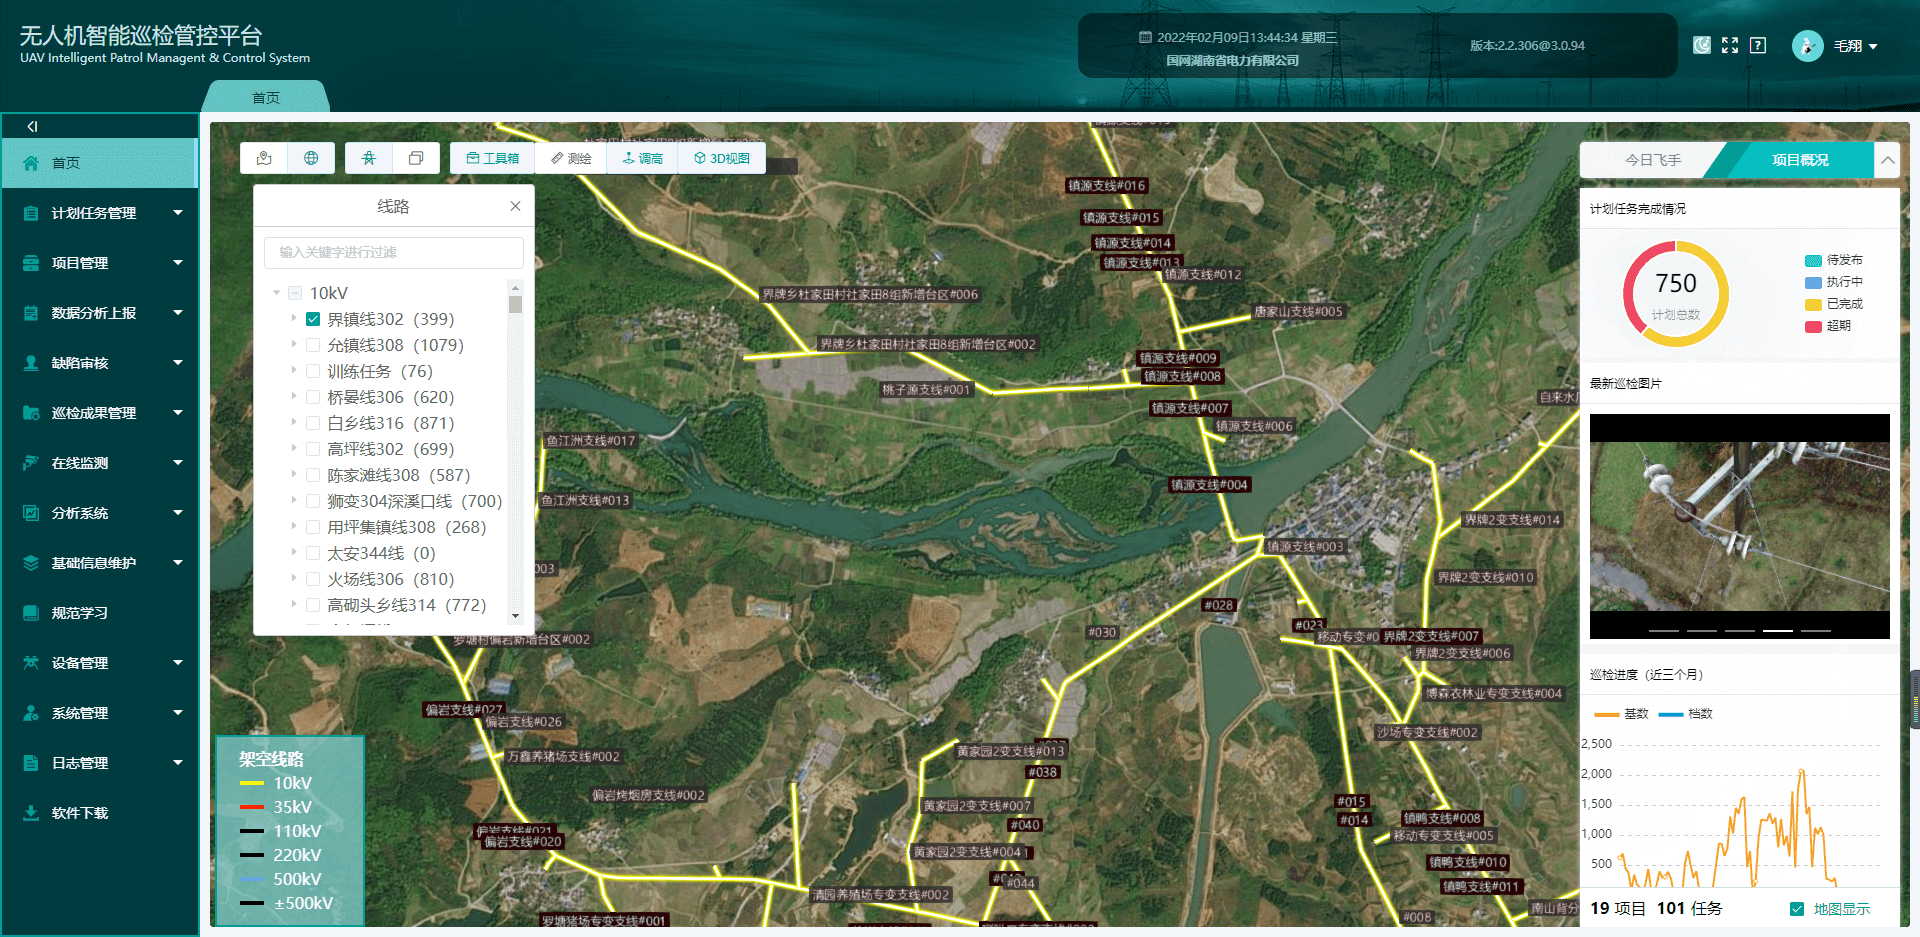 无人机智能巡检管控平台
UAV Intelligent Patrol Managent & Control System
2022年02月09日13:44:34 星期三
国网湖南省电力有限公司
版本:2.2.306@3.0.94
毛翔
首页
首页
计划任务管理
项目管理
数据分析上报
缺陷审核
巡检成果管理
在线监测
分析系统
基础信息维护
规范学习
设备管理
系统管理
日志管理
软件下载
工具箱
测绘
调高
3D视图
线路
输入关键字进行过滤
10kV
界镇线302（399）
允镇线308（1079）
训练任务（76）
桥晏线306（620）
白乡线316（871）
高坪线302（699）
陈家滩线308（587）
狮变304深溪口线（700）
用坪集镇线308（268）
太安344线（0）
火场线306（810）
高砌头乡线314（772）
镇源支线#016
镇源支线#015
镇源支线#014
镇源支线#013
镇源支线#012
界牌乡杜家田村社家田8组新增台区#006
唐家山支线#005
界牌乡杜家田村社家田8组新增台区#002
镇源支线#009
镇源支线#008
桃子源支线#001
镇源支线#007
镇源支线#006
鱼江洲支线#017
镇源支线#004
鱼江洲支线#013
界牌2变支线#014
镇源支线#003
003
界牌2变支线#010
#028
#023
#030
移动专变#0
界牌2变支线#007
罗塘村偏岩新增台区#002
界牌2变支线#006
博森农林业专变支线#004
偏岩支线#027
偏岩支线#026
沙场专变支线#002
黄家园2变支线#013
万鑫养猪场支线#002
#038
偏岩烤烟房支线#002
#015
黄家园2变支线#007
#014
镇鸭支线#008
#040
偏岩支线#021
移动专变支线#005
偏岩支线#020
黄家园2变支线#004
镇鸭支线#010
#044
镇鸭支线#011
清园养殖场专变支线#002
南山背分
#008
罗塘猪场专变支线#001
自来水
架空线路
10kV
35kV
110kV
220kV
500kV
±500kV
今日飞手
项目概况
计划任务完成情况
750
计划总数
待发布
执行中
已完成
超期
最新巡检图片
巡检进度（近三个月）
基数
档数
2,500
2,000
1,500
1,000
500
19 项目 101 任务
地图显示